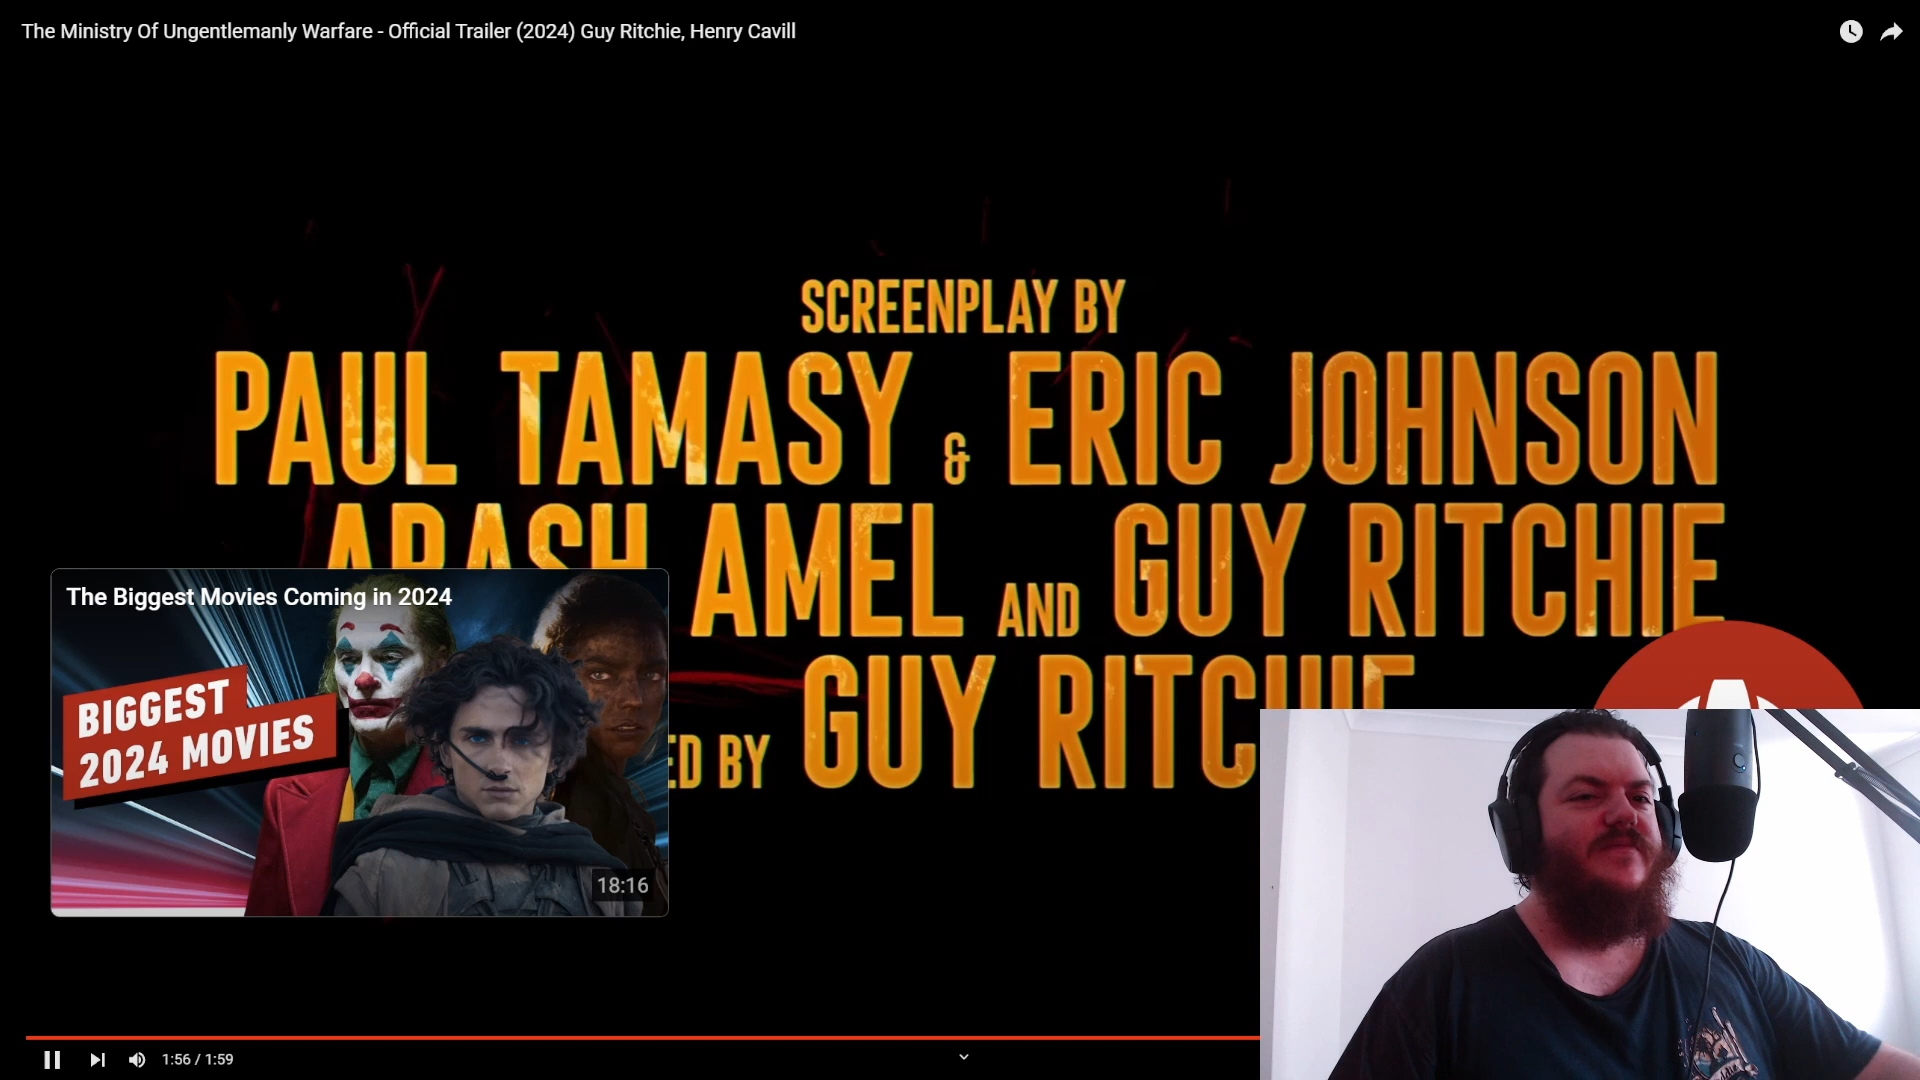 The Ministry Of Ungentlemanly Warfare - Official Trailer (2024) Guy Ritchie, Henry Cavill
SCREENPLAY BY
PAUL TAMASY & ERIC JOHNSON
ARASH AMEL AND GUY RITCHIE
ED BY GUY RITCHIE
The Biggest Movies Coming in 2024
BIGGEST
2024 MOVIES
18:16
1:56 / 1:59